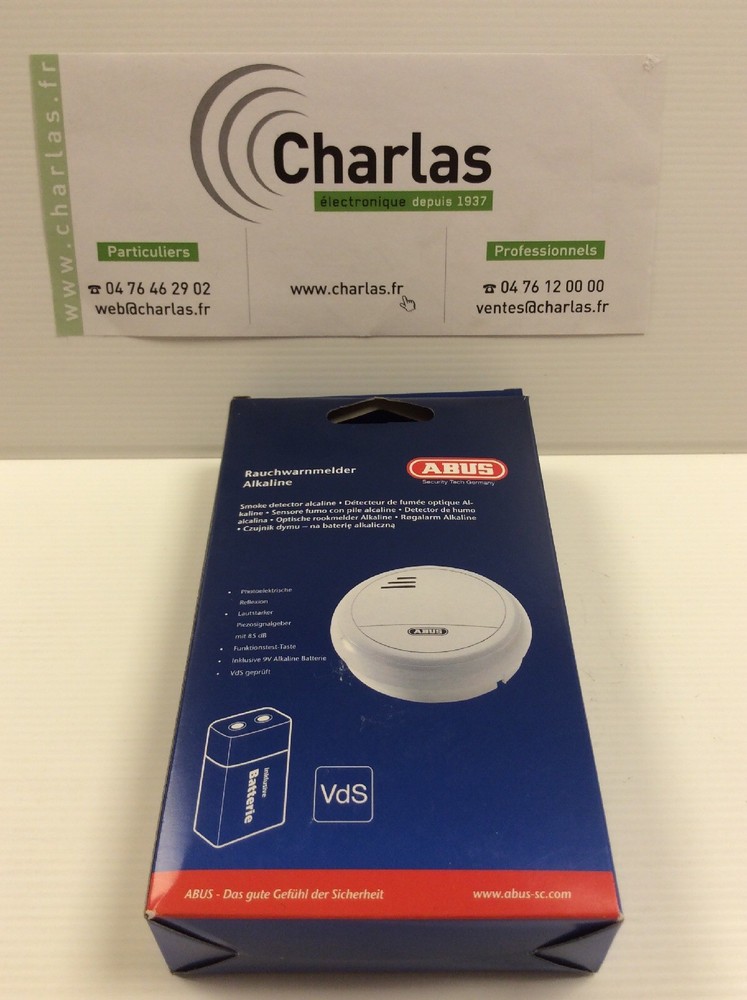 www.charlas.fr
Charlas
électronique depuis 1937
Particuliers
☎ 04 76 46 29 02
web@charlas.fr
www.charlas.fr
Professionnels
☎ 04 76 12 00 00
ventes@charlas.fr
Rauchwarnmelder
Alkaline
ABUS
Security Tech Germany
Smoke detector alcaline • Détecteur de fumée optique Al-
kaline • Sensore fumo con pile alcaline • Detector de humo
alcalina • Optische rookmelder Alkaline • Røgalarm Alkaline
• Czujnik dymu – na baterię alkaliczną
• Photoelektrische
Reflexion
• Lautstarker
Piezosignalgeber
mit 85 dB
• Funktionstest-Taste
• Inklusive 9V Alkaline Batterie
• VdS geprüft
ABUS
Inklusive
Batterie
VdS
ABUS - Das gute Gefühl der Sicherheit
www.abus-sc.com